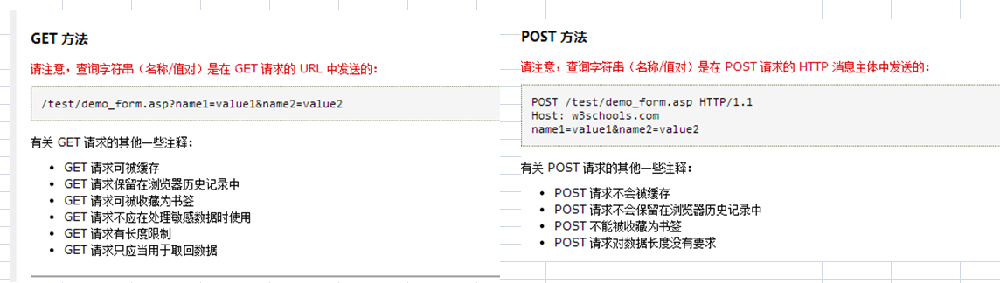 GET 方法
请注意，查询字符串（名称/值对）是在 GET 请求的 URL 中发送的：
/test/demo_form.asp?name1=value1&name2=value2
有关 GET 请求的其他一些注释：
GET 请求可被缓存
GET 请求保留在浏览器历史记录中
GET 请求可被收藏为书签
GET 请求不应在处理敏感数据时使用
GET 请求有长度限制
GET 请求只应当用于取回数据
POST 方法
请注意，查询字符串（名称/值对）是在 POST 请求的 HTTP 消息主体中发送的：
POST /test/demo_form.asp HTTP/1.1
Host: w3schools.com
name1=value1&name2=value2
有关 POST 请求的其他一些注释：
POST 请求不会被缓存
POST 请求不会保留在浏览器历史记录中
POST 不能被收藏为书签
POST 请求对数据长度没有要求